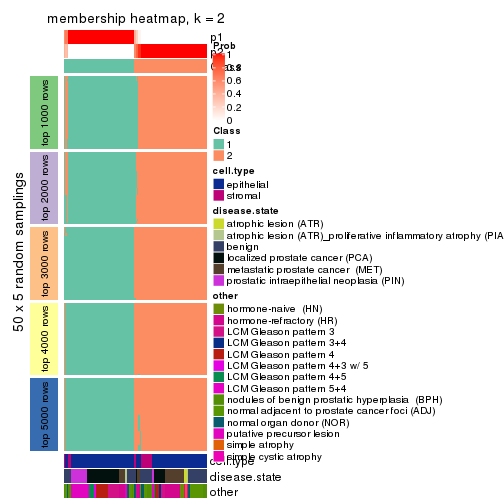 membership heatmap, k = 2
p1
p2
Prob
1
0.8
0.6
0.4
0.2
0
Class
Class
1
2
cell.type
epithelial
stromal
disease.state
atrophic lesion (ATR)
atrophic lesion (ATR)_proliferative inflammatory atrophy (PIA
benign
localized prostate cancer (PCA)
metastatic prostate cancer (MET)
prostatic intraepithelial neoplasia (PIN)
other
hormone-naive (HN)
hormone-refractory (HR)
LCM Gleason pattern 3
LCM Gleason pattern 3+4
LCM Gleason pattern 4
LCM Gleason pattern 4+3 w/ 5
LCM Gleason pattern 4+5
LCM Gleason pattern 5+4
nodules of benign prostatic hyperplasia (BPH)
normal adjacent to prostate cancer foci (ADJ)
normal organ donor (NOR)
putative precursor lesion
simple atrophy
simple cystic atrophy
50 x 5 random samplings
top 1000 rows
top 2000 rows
top 3000 rows
top 4000 rows
top 5000 rows
cell.type
disease.state
other